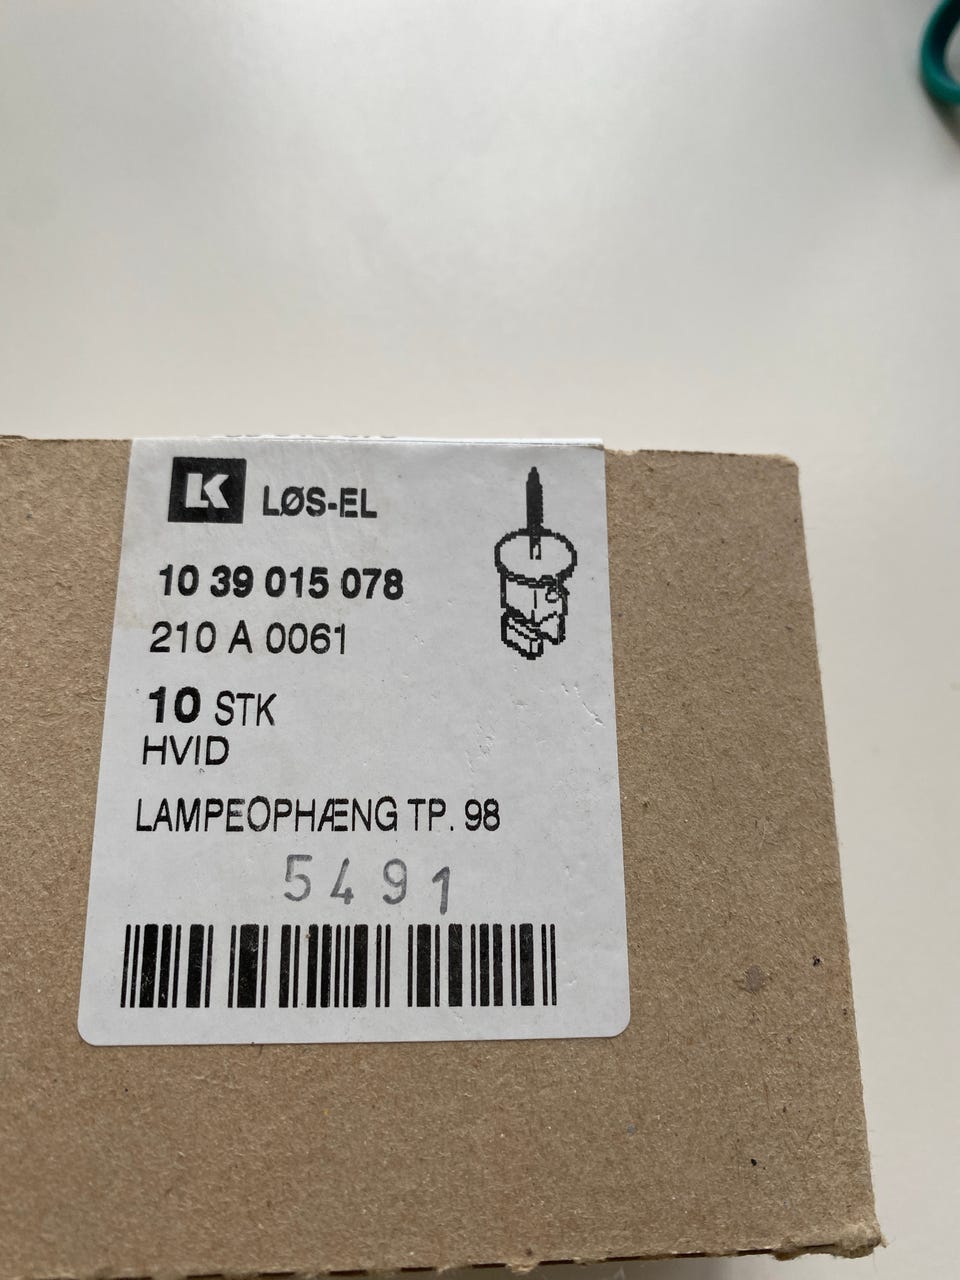 LK LØS-EL
10 39 015 078
210 A 0061
10 STK
HVID
LAMPEOPHÆNG TP. 98
5491